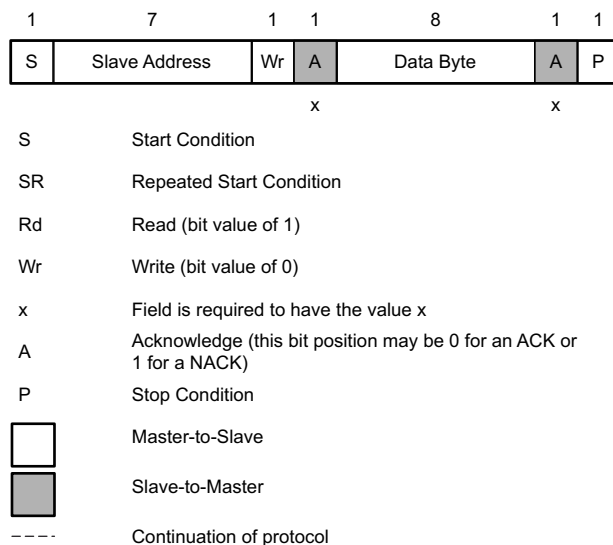 1 7 1 1 8 1 1
S Slave Address Wr A Data Byte A P
x x
S Start Condition
SR Repeated Start Condition
Rd Read (bit value of 1)
Wr Write (bit value of 0)
x Field is required to have the value x
A Acknowledge (this bit position may be 0 for an ACK or
1 for a NACK)
P Stop Condition
Master-to-Slave
Slave-to-Master
Continuation of protocol